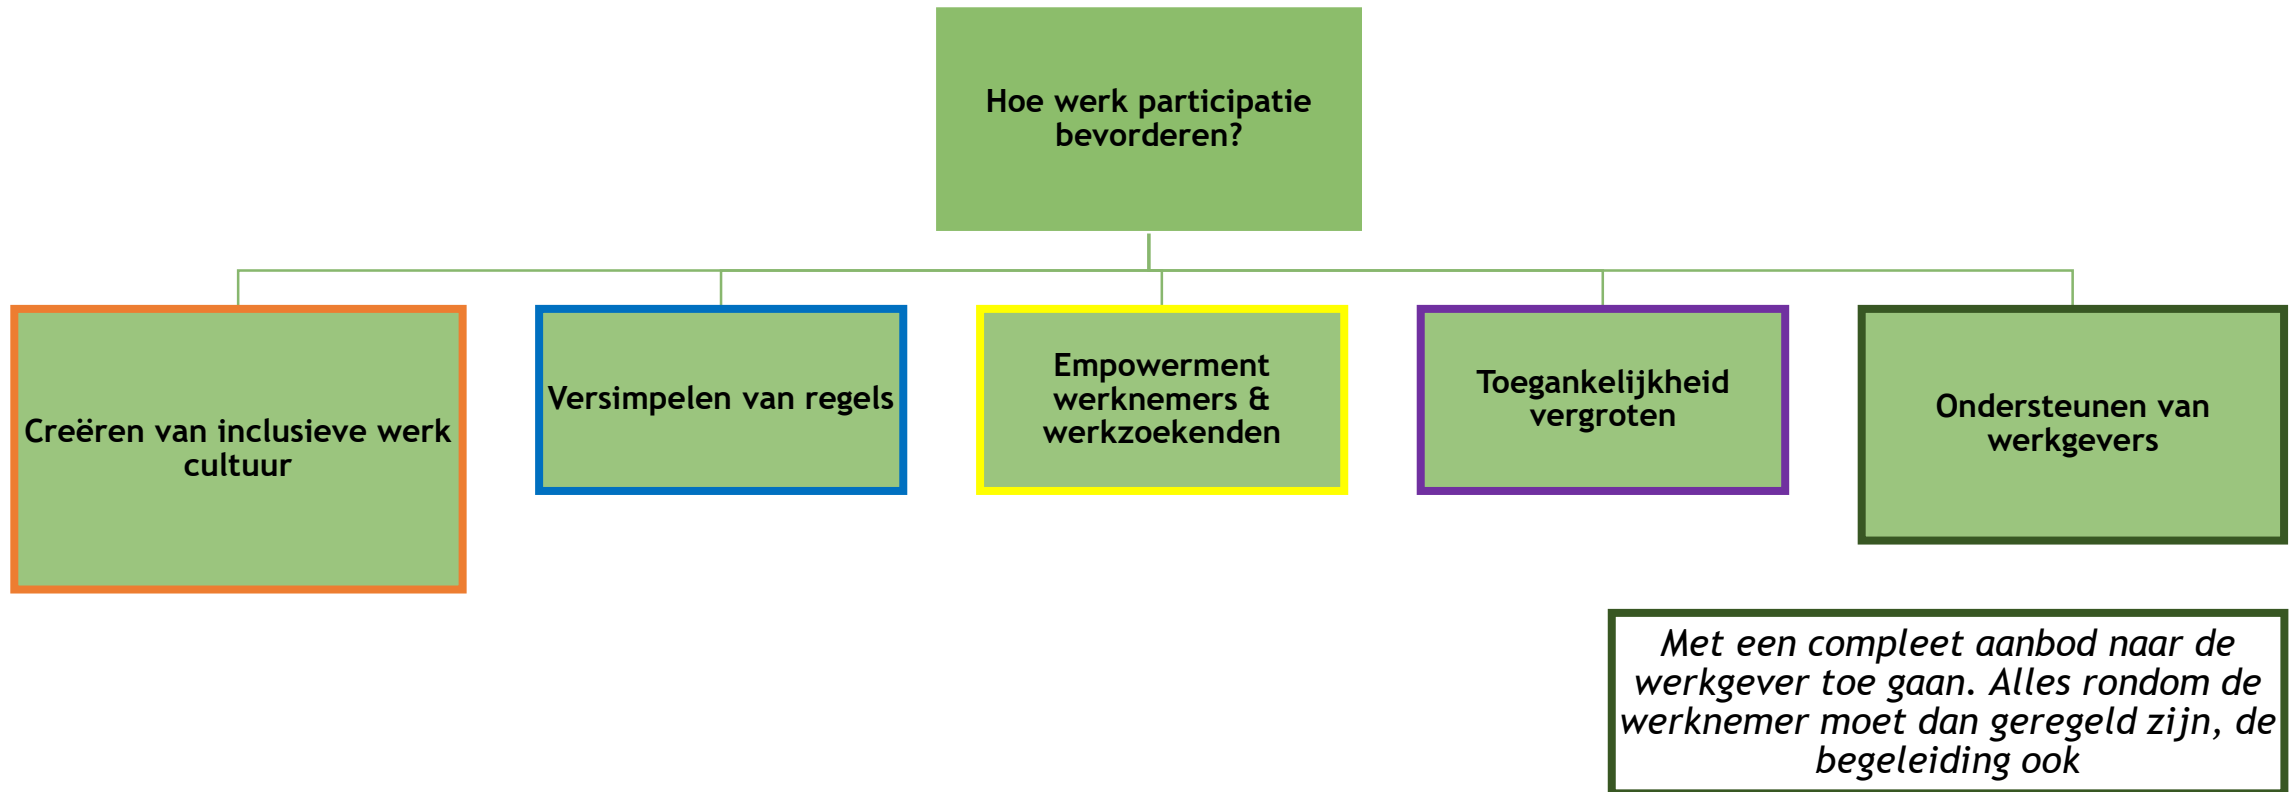 Hoe werk participatie
bevorderen?
Creëren van inclusieve werk
cultuur
Versimpelen van regels
Empowerment
werknemers &
werkzoekenden
Toegankelijkheid
vergroten
Ondersteunen van
werkgevers
Met een compleet aanbod naar de
werkgever toe gaan. Alles rondom de
werknemer moet dan geregeld zijn, de
begeleiding ook